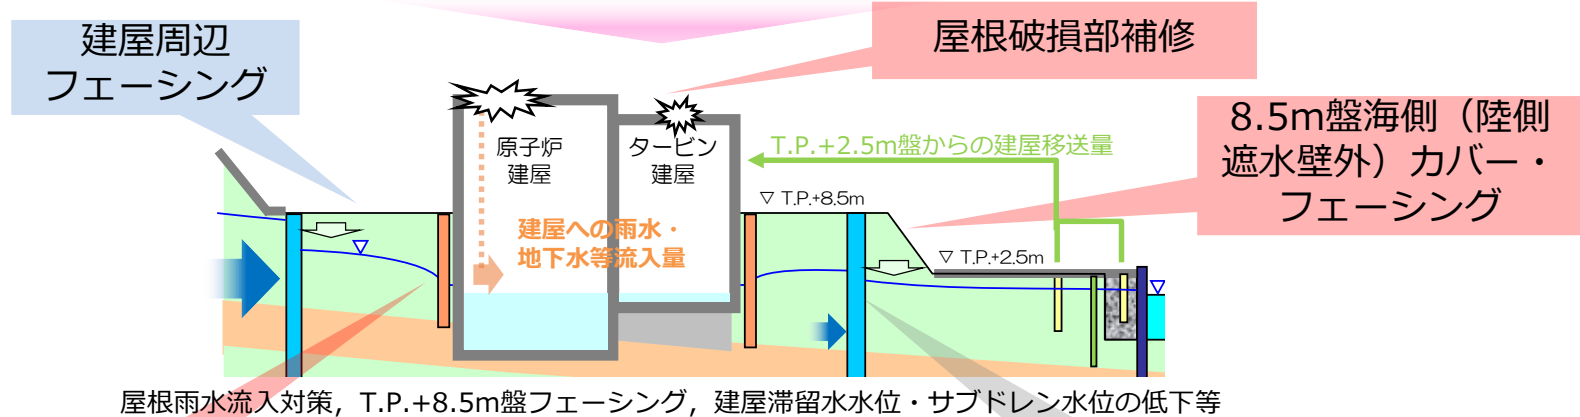 建屋周辺
フェーシング
屋根破損部補修
8.5m盤海側（陸側
遮水壁外）カバー・
フェーシング
原子炉
建屋
タービン
建屋
T.P.+2.5m盤からの建屋移送量
▽ T.P.+8.5m
建屋への雨水・
地下水等流入量
▽ T.P.+2.5m
屋根雨水流入対策，T.P.+8.5m盤フェーシング，建屋滞留水水位・サブドレン水位の低下等